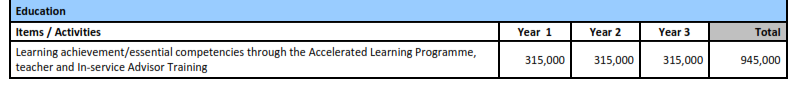 Education
Items / Activities Year 1 Year 2 Year 3 Total
Learning achievement/essential competencies through the Accelerated Learning Programme,
teacher and In-service Advisor Training 315,000 315,000 315,000 945,000